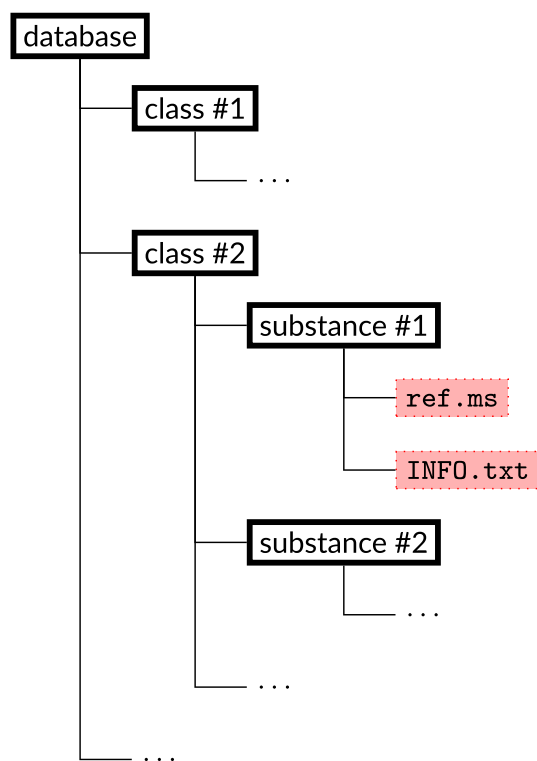 database
class #1
...
class #2
substance #1
ref.ms
INFO.txt
substance #2
...
...
...